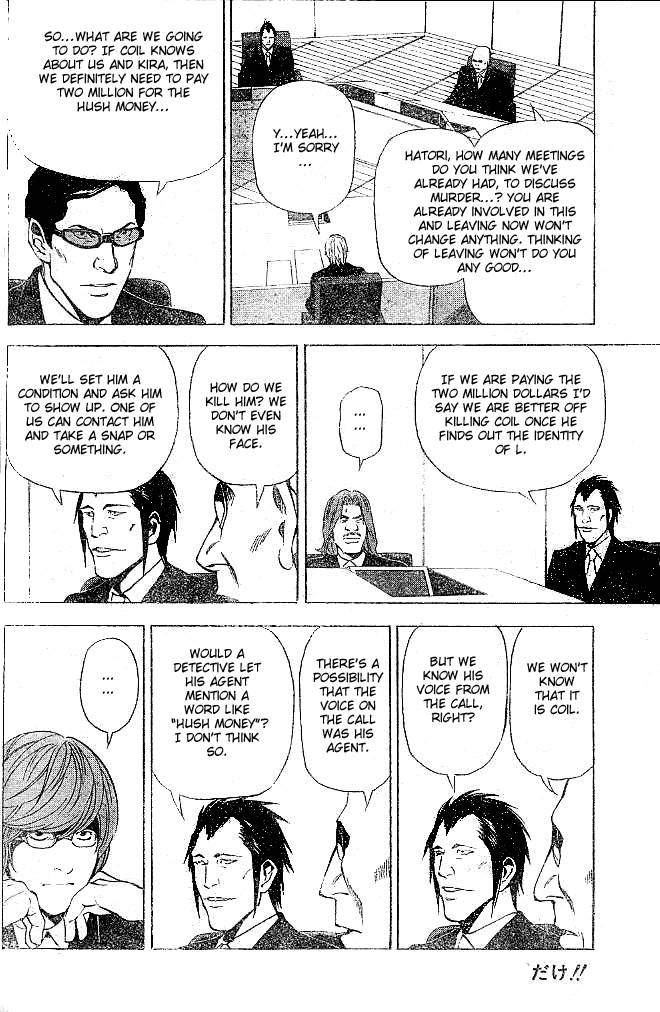 HATORI, HOW MANY MEETINGS
DO YOU THINK WE'VE
ALREADY HAD, TO DISCUSS
MURDER...? YOU ARE
ALREADY INVOLVED IN THIS
AND LEAVING NOW WON'T
CHANGE ANYTHING. THINKING
OF LEAVING WON'T DO YOU
ANY GOOD...
Y...YEAH...
I'M SORRY
...
SO...WHAT ARE WE GOING
TO DO? IF COIL KNOWS
ABOUT US AND KIRA, THEN
WE DEFINITELY NEED TO PAY
TWO MILLION FOR THE
HUSH MONEY...
IF WE ARE PAYING THE
TWO MILLION DOLLARS I'D
SAY WE ARE BETTER OFF
KILLING COIL ONCE HE
FINDS OUT THE IDENTITY
OF L.
...
...
HOW DO WE
KILL HIM? WE
DON'T EVEN
KNOW HIS
FACE.
WE'LL SET HIM A
CONDITION AND ASK HIM
TO SHOW UP. ONE OF
US CAN CONTACT HIM
AND TAKE A SNAP OR
SOMETHING.
WE WON'T
KNOW
THAT IT
IS COIL.
BUT WE
KNOW HIS
VOICE FROM
THE CALL,
RIGHT?
THERE'S A
POSSIBILITY
THAT THE
VOICE ON
THE CALL
WAS HIS
AGENT.
WOULD A
DETECTIVE LET
HIS AGENT
MENTION A
WORD LIKE
"HUSH MONEY"?
I DON'T THINK
SO.
...
...
だけ!!